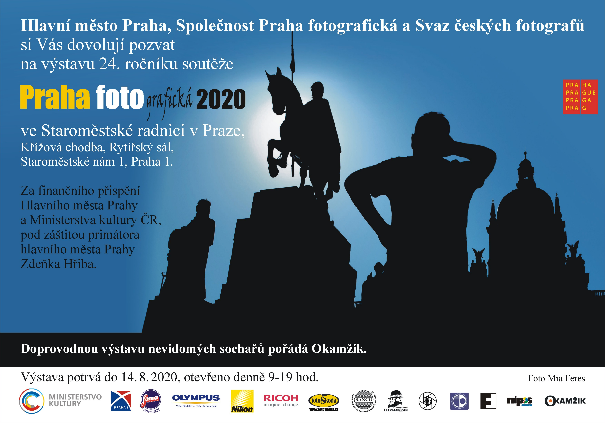 Hlavní město Praha, Společnost Praha fotografická a Svaz českých fotografů
si Vás dovolují pozvat
na výstavu 24. ročníku soutěže
Praha fotografická 2020
PRAHA
PRAGUE
PRAGA
PRAG
ve Staroměstské radnici v Praze,
Křížová chodba, Rytířský sál,
Staroměstské nám 1, Praha 1.
Za finančního přispění
Hlavního města Prahy
a Ministerstva kultury ČR,
pod záštitou primátora
hlavního města Prahy
Zdeňka Hřiba.
Doprovodnou výstavu nevidomých sochařů pořádá Okamžik.
Výstava potrvá do 14. 8. 2020, otevřeno denně 9-19 hod.
Foto Mia Feres
MINISTERSTVO
KULTURY
OLYMPUS
Nikon
RICOH
nipos
OKAMŽIK